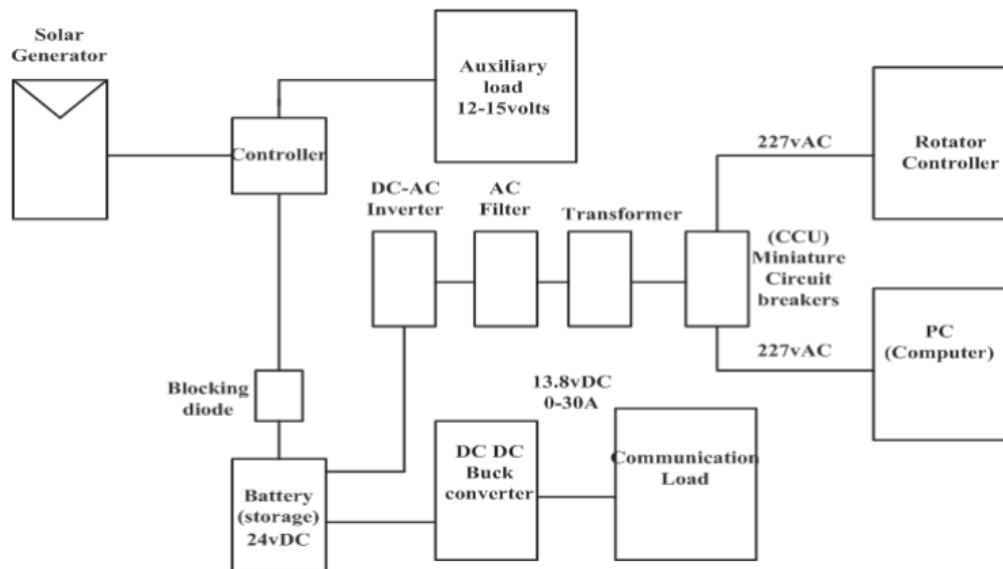 Solar
Generator
Controller
Auxiliary
load
12-15volts
227vAC
Rotator
Controller
DC-AC
Inverter
AC
Filter
Transformer
(CCU)
Miniature
Circuit
breakers
227vAC
PC
(Computer)
Blocking
diode
13.8vDC
0-30A
Battery
(storage)
24vDC
DC DC
Buck
converter
Communication
Load